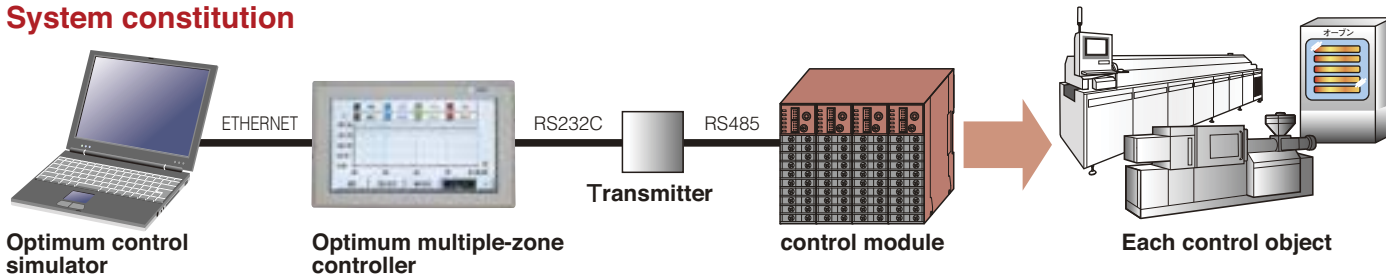 System constitution
オーブン
ETHERNET
RS232C
RS485
Transmitter
Optimum control
simulator
Optimum multiple-zone
controller
control module
Each control object